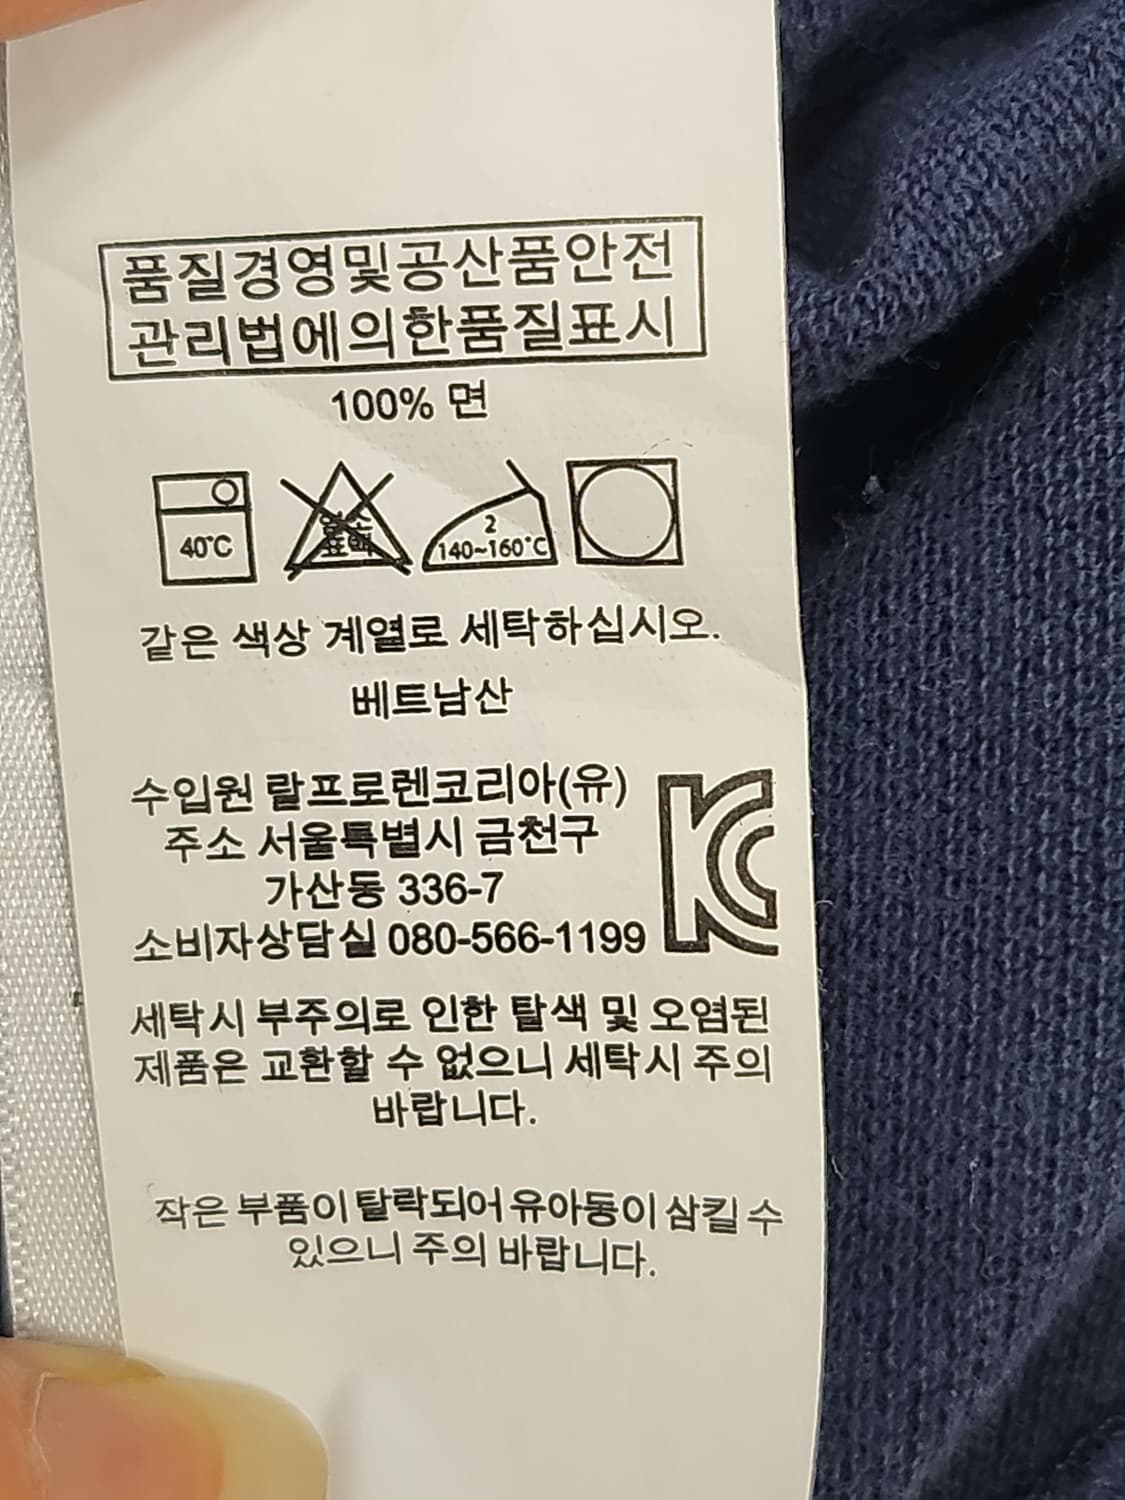 품질경영및공산품안전
관리법에의한품질표시
100% 면
40℃
염소
표백
2
140~160℃
같은 색상 계열로 세탁하십시오.
베트남산
수입원 랄프로렌코리아(유)
주소 서울특별시 금천구
가산동 336-7
소비자상담실 080-566-1199
KC
세탁시 부주의로 인한 탈색 및 오염된
제품은 교환할 수 없으니 세탁시 주의
바랍니다.
작은 부품이 탈락되어 유아동이 삼킬 수
있으니 주의 바랍니다.